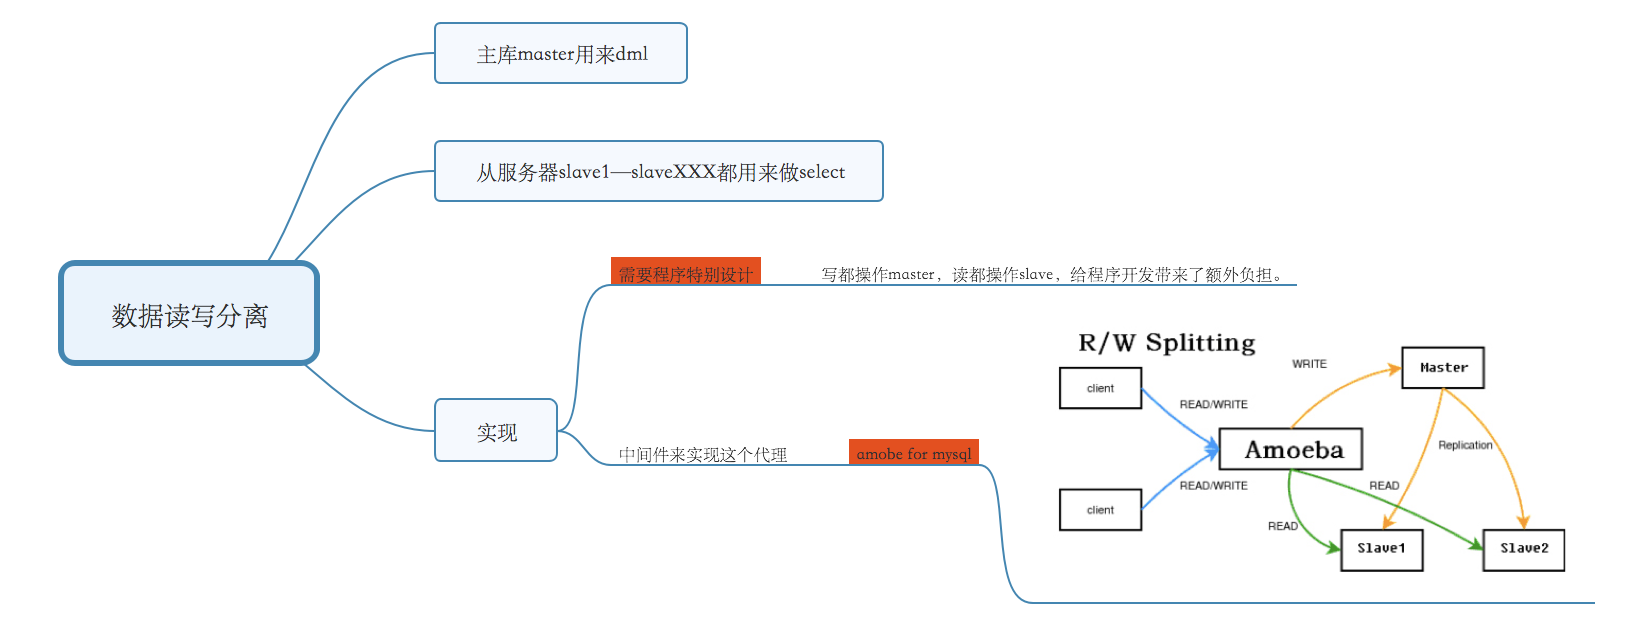 主库master用来dml
从服务器slave1—slaveXXX都用来做select
数据读写分离
实现
需要程序特别设计
写都操作master，读都操作slave，给程序开发带来了额外负担。
中间件来实现这个代理
amobe for mysql
R/W Splitting
client
READ/WRITE
WRITE
Master
Amoeba
Replication
client
READ/WRITE
READ
READ
Slave1
Slave2